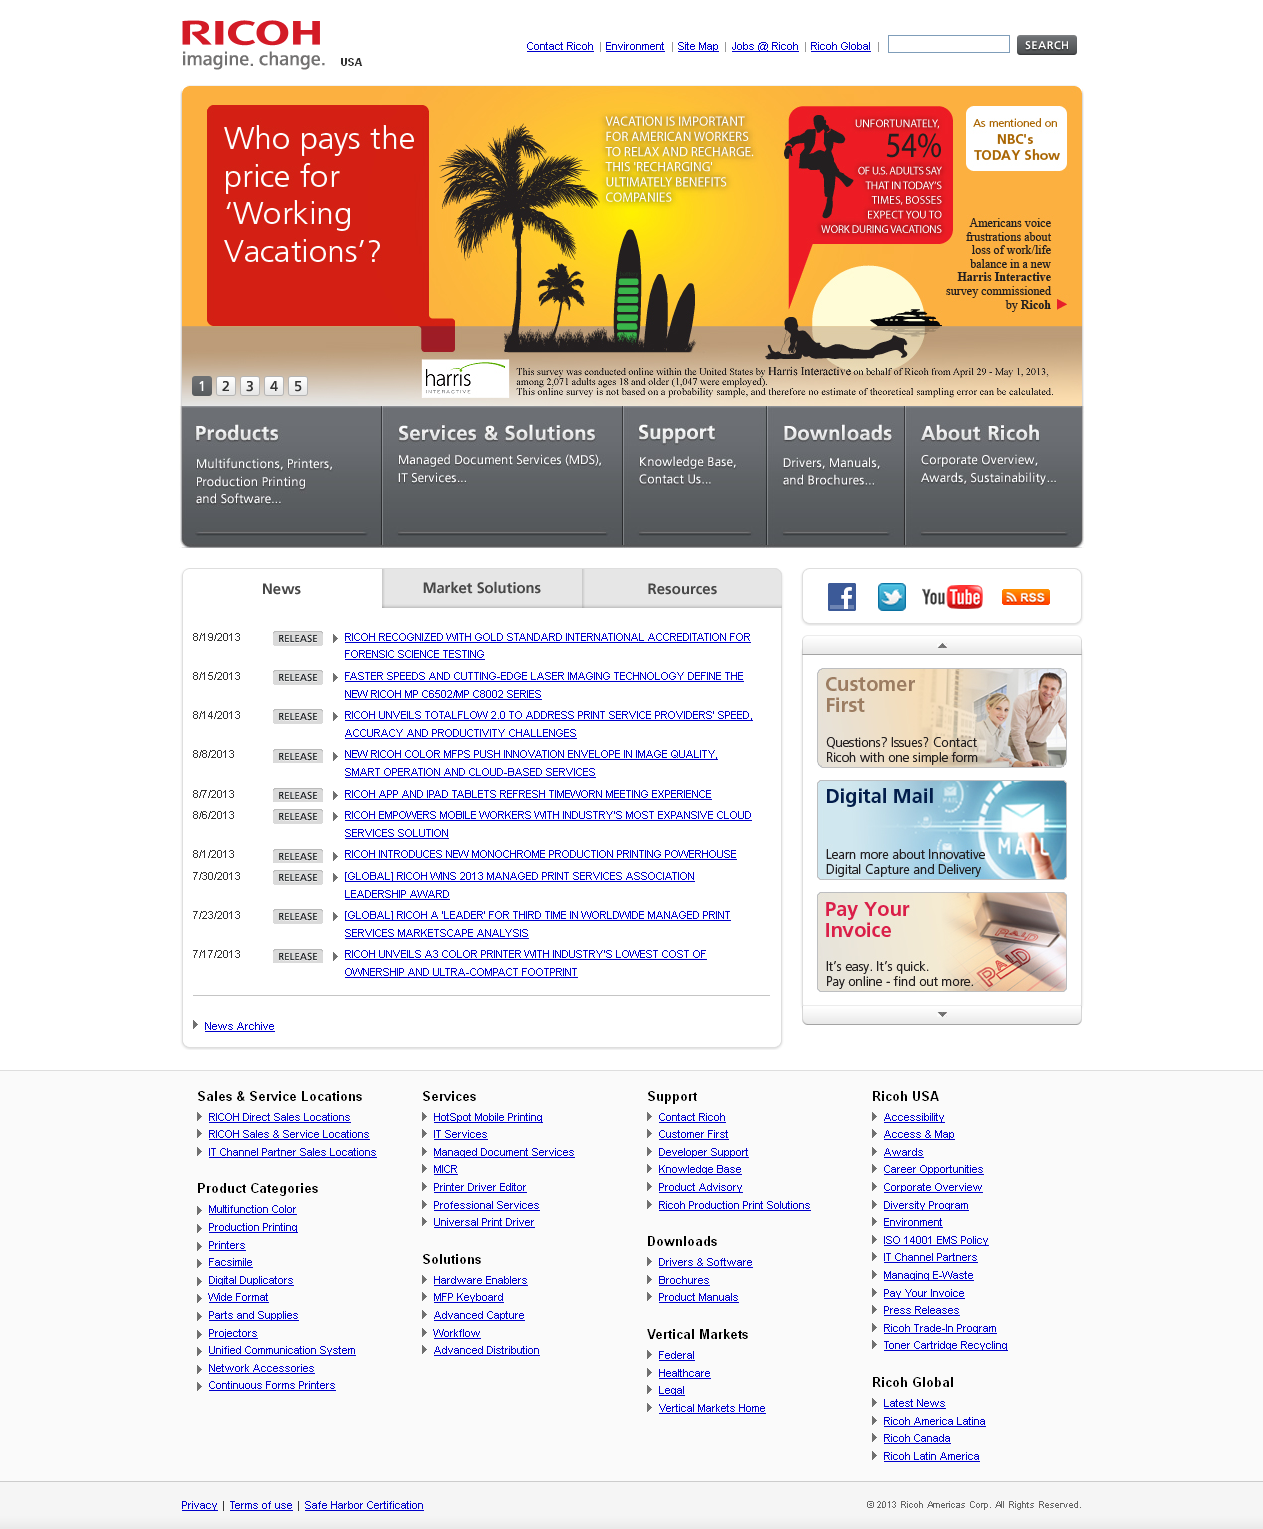 RICOH
imagine. change.
USA
Contact Ricoh | Environment | Site Map | Jobs @ Ricoh | Ricoh Global |
SEARCH
Who pays the
price for
‘Working
Vacations’?
VACATION IS IMPORTANT
FOR AMERICAN WORKERS
TO RELAX AND RECHARGE.
THIS 'RECHARGING'
ULTIMATELY BENEFITS
COMPANIES
UNFORTUNATELY,
54%
OF U.S. ADULTS SAY
THAT IN TODAY'S
TIMES, BOSSES
EXPECT YOU TO
WORK DURING VACATIONS
As mentioned on
NBC's
TODAY Show
Americans voice
frustrations about
loss of work/life
balance in a new
Harris Interactive
survey commissioned
by Ricoh
1 2 3 4 5
harris
INTERACTIVE
This survey was conducted online within the United States by Harris Interactive on behalf of Ricoh from April 29 - May 1, 2013,
among 2,071 adults ages 18 and older (1,047 were employed).
This online survey is not based on a probability sample, and therefore no estimate of theoretical sampling error can be calculated.
Products
Multifunctions, Printers,
Production Printing
and Software...
Services & Solutions
Managed Document Services (MDS),
IT Services...
Support
Knowledge Base,
Contact Us...
Downloads
Drivers, Manuals,
and Brochures...
About Ricoh
Corporate Overview,
Awards, Sustainability...
News
Market Solutions
Resources
8/19/2013 RELEASE RICOH RECOGNIZED WITH GOLD STANDARD INTERNATIONAL ACCREDITATION FOR
FORENSIC SCIENCE TESTING
8/15/2013 RELEASE FASTER SPEEDS AND CUTTING-EDGE LASER IMAGING TECHNOLOGY DEFINE THE
NEW RICOH MP C6502/MP C8002 SERIES
8/14/2013 RELEASE RICOH UNVEILS TOTALFLOW 2.0 TO ADDRESS PRINT SERVICE PROVIDERS' SPEED,
ACCURACY AND PRODUCTIVITY CHALLENGES
8/8/2013 RELEASE NEW RICOH COLOR MFPS PUSH INNOVATION ENVELOPE IN IMAGE QUALITY,
SMART OPERATION AND CLOUD-BASED SERVICES
8/7/2013 RELEASE RICOH APP AND IPAD TABLETS REFRESH TIMEWORN MEETING EXPERIENCE
8/6/2013 RELEASE RICOH EMPOWERS MOBILE WORKERS WITH INDUSTRY'S MOST EXPANSIVE CLOUD
SERVICES SOLUTION
8/1/2013 RELEASE RICOH INTRODUCES NEW MONOCHROME PRODUCTION PRINTING POWERHOUSE
7/30/2013 RELEASE [GLOBAL] RICOH WINS 2013 MANAGED PRINT SERVICES ASSOCIATION
LEADERSHIP AWARD
7/23/2013 RELEASE [GLOBAL] RICOH A 'LEADER' FOR THIRD TIME IN WORLDWIDE MANAGED PRINT
SERVICES MARKETSCAPE ANALYSIS
7/17/2013 RELEASE RICOH UNVEILS A3 COLOR PRINTER WITH INDUSTRY'S LOWEST COST OF
OWNERSHIP AND ULTRA-COMPACT FOOTPRINT
News Archive
You Tube
RSS
Customer
First
Questions? Issues? Contact
Ricoh with one simple form
Digital Mail
MAIL
MAIL
Learn more about Innovative
Digital Capture and Delivery
Pay Your
Invoice
PAID
PAID
It's easy. It's quick.
Pay online - find out more.
Sales & Service Locations
RICOH Direct Sales Locations
RICOH Sales & Service Locations
IT Channel Partner Sales Locations
Product Categories
Multifunction Color
Production Printing
Printers
Facsimile
Digital Duplicators
Wide Format
Parts and Supplies
Projectors
Unified Communication System
Network Accessories
Continuous Forms Printers
Services
HotSpot Mobile Printing
IT Services
Managed Document Services
MICR
Printer Driver Editor
Professional Services
Universal Print Driver
Solutions
Hardware Enablers
MFP Keyboard
Advanced Capture
Workflow
Advanced Distribution
Support
Contact Ricoh
Customer First
Developer Support
Knowledge Base
Product Advisory
Ricoh Production Print Solutions
Downloads
Drivers & Software
Brochures
Product Manuals
Vertical Markets
Federal
Healthcare
Legal
Vertical Markets Home
Ricoh USA
Accessibility
Access & Map
Awards
Career Opportunities
Corporate Overview
Diversity Program
Environment
ISO 14001 EMS Policy
IT Channel Partners
Managing E-Waste
Pay Your Invoice
Press Releases
Ricoh Trade-In Program
Toner Cartridge Recycling
Ricoh Global
Latest News
Ricoh America Latina
Ricoh Canada
Ricoh Latin America
Privacy | Terms of use | Safe Harbor Certification
© 2013 Ricoh Americas Corp. All Rights Reserved.